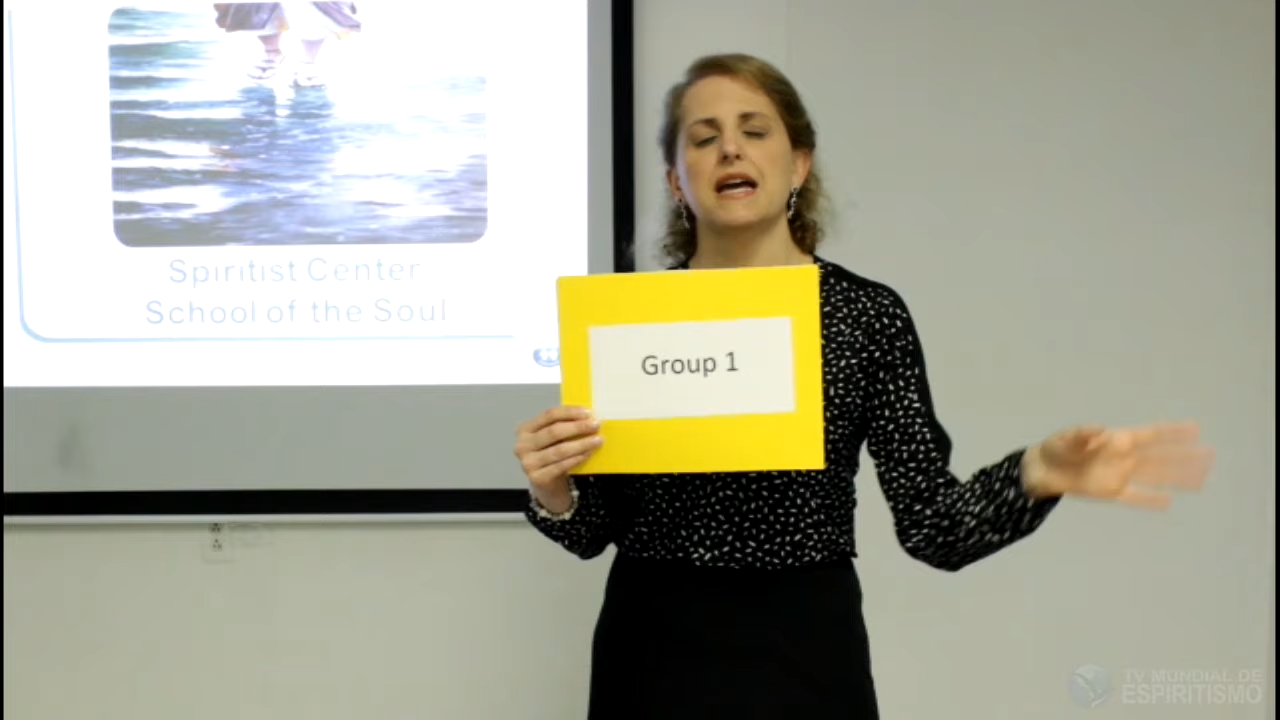 Spiritist Center
School of the Soul
Group 1
TV MUNDIAL DE
ESPIRITISMO